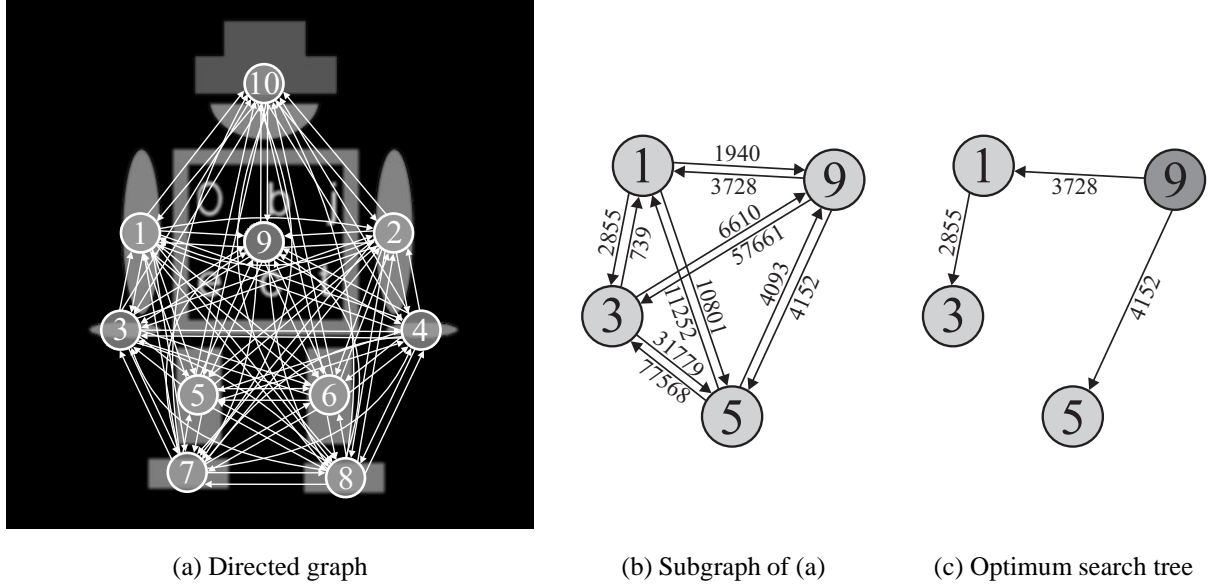 10
O b j
1 9 2
e c t
3 4
5 6
7 8
1 1940 9
3728
2855 739 6610 57661
11252 10801 4093 4152
3
31779
77568
5
1 3728 9
2855
3 4152
5
(a) Directed graph (b) Subgraph of (a) (c) Optimum search tree